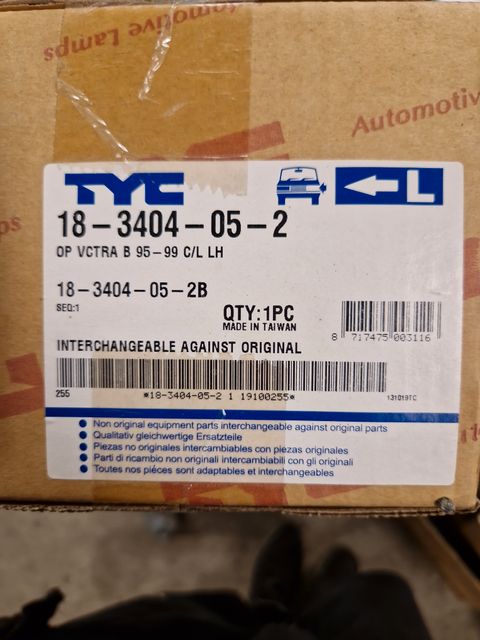 Automotive Lamps
Automotiv
TYC
L
18-3404-05-2
OP VCTRA B 95-99 C/L LH
18-3404-05-2B
SEQ:1
QTY:1PC
MADE IN TAIWAN
8 717475 003116
INTERCHANGEABLE AGAINST ORIGINAL
255
*18-3404-05-2 1 19100255*
131019TC
Non original equipment parts interchangeable against original parts
Qualitativ gleichwertige Ersatzteile
Piezas no originales intercambiables con piezas originales
Parti di ricambio non originali intercambiabili con gli originali
Toutes nos piéces sont adaptables et interchangeables